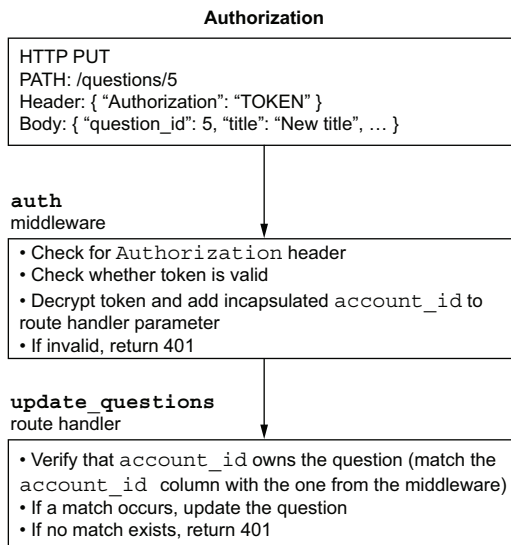 Authorization
HTTP PUT
PATH: /questions/5
Header: { “Authorization”: “TOKEN” }
Body: { “question_id”: 5, “title”: “New title”, … }
auth
middleware
• Check for Authorization header
• Check whether token is valid
• Decrypt token and add incapsulated account_id to
route handler parameter
• If invalid, return 401
update_questions
route handler
• Verify that account_id owns the question (match the
account_id column with the one from the middleware)
• If a match occurs, update the question
• If no match exists, return 401